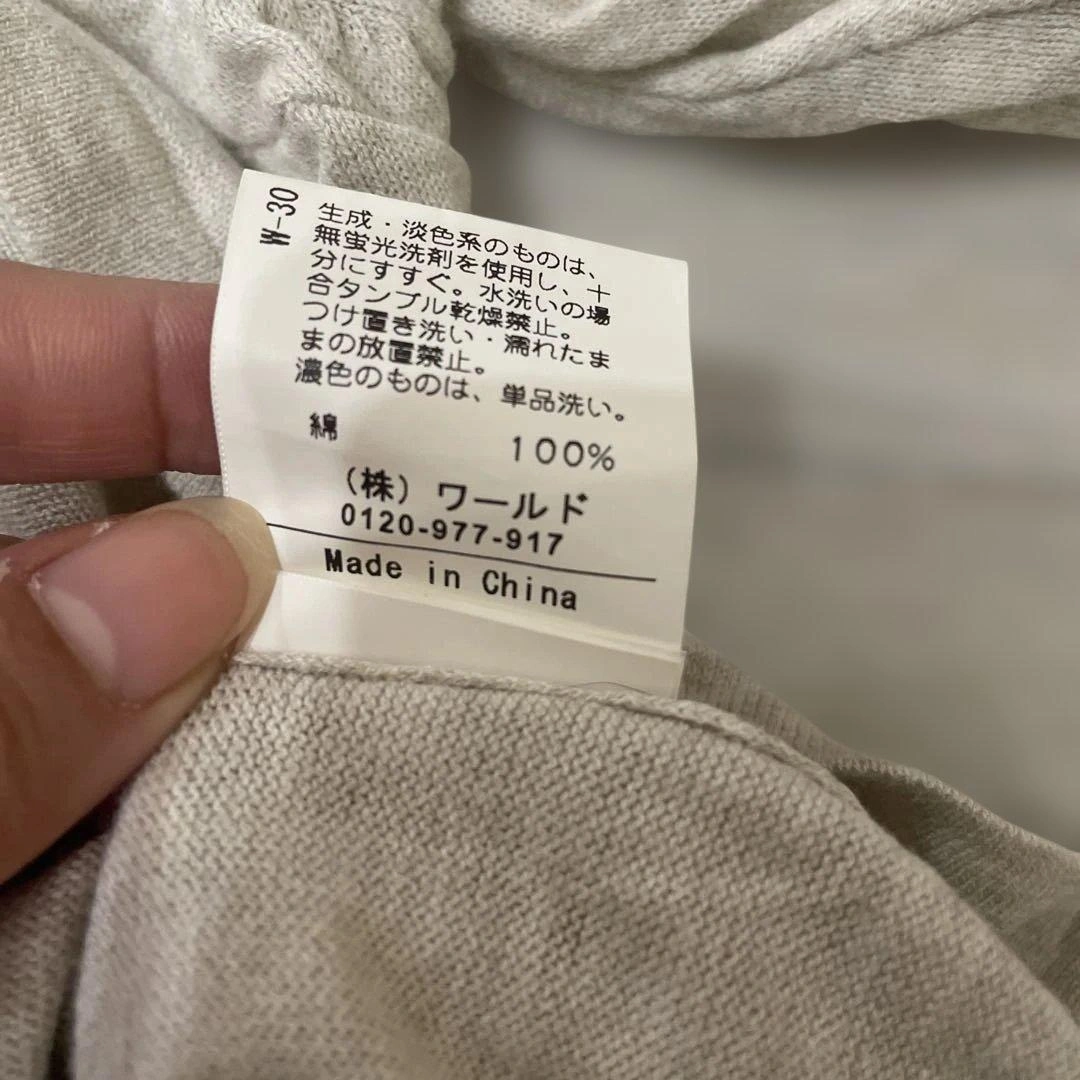 W-30
生成・淡色系のものは、
無蛍光洗剤を使用し、十
分にすすぐ。水洗いの場
合タンブル乾燥禁止。
つけ置き洗い・濡れたま
まの放置禁止。
濃色のものは、単品洗い。
綿 100%
(株)ワールド
0120-977-917
Made in China